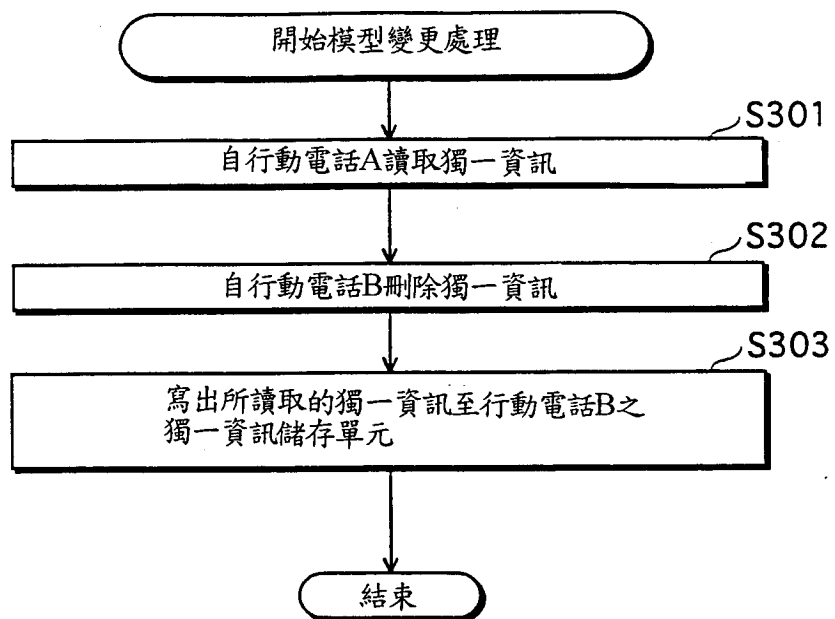 開始模型變更處理
S301
自行動電話A讀取獨一資訊
S302
自行動電話B刪除獨一資訊
S303
寫出所讀取的獨一資訊至行動電話B之
獨一資訊儲存單元
結束